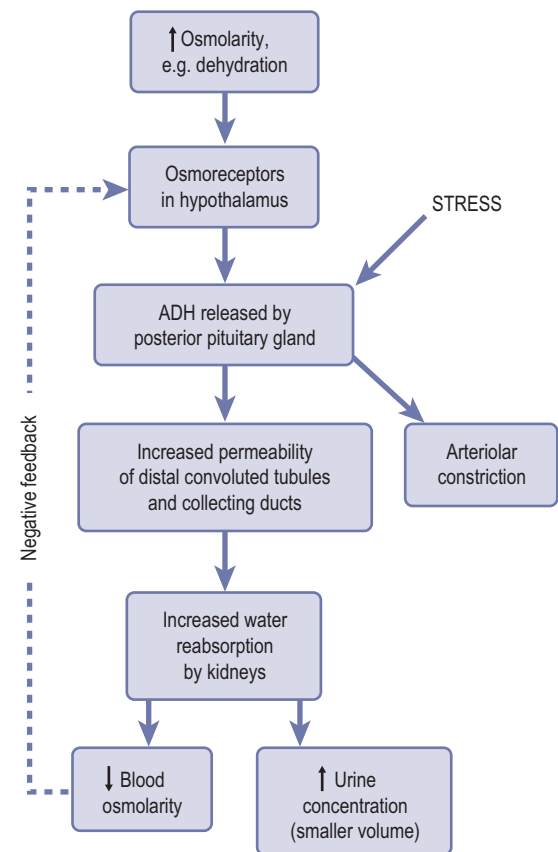 ↑ Osmolarity,
e.g. dehydration
Osmoreceptors
in hypothalamus
STRESS
ADH released by
posterior pituitary gland
Negative feedback
Increased permeability
of distal convoluted tubules
and collecting ducts
Arteriolar
constriction
Increased water
reabsorption
by kidneys
↓ Blood
osmolarity
↑ Urine
concentration
(smaller volume)